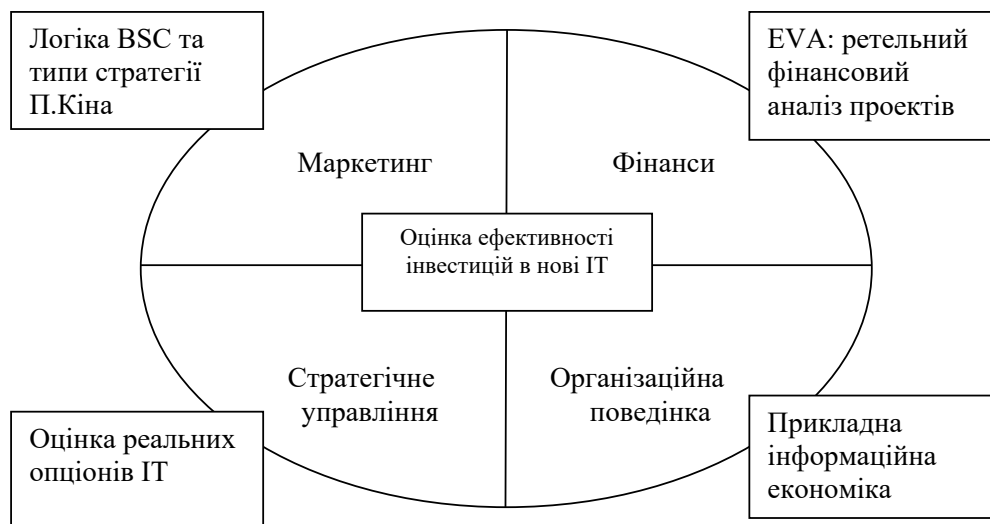 Логіка BSC та
типи стратегії
П.Кіна
EVA: ретельний
фінансовий
аналіз проектів
Маркетинг
Фінанси
Оцінка ефективності
інвестицій в нові ІТ
Стратегічне
управління
Організаційна
поведінка
Оцінка реальних
опціонів ІТ
Прикладна
інформаційна
економіка